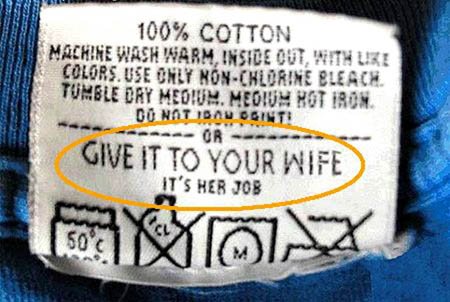 100% COTTON
MACHINE WASH WARM, INSIDE OUT, WITH LIKE
COLORS. USE ONLY NON-CHLORINE BLEACH.
TUMBLE DRY MEDIUM. MEDIUM HOT IRON.
DO NOT IRON PRINT!
---------- OR ----------
GIVE IT TO YOUR WIFE
IT'S HER JOB
50°C CL M